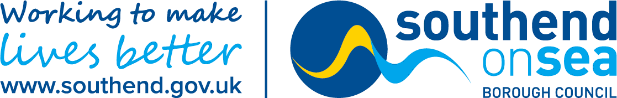 Working to make
lives better
www.southend.gov.uk
southend
onsea
BOROUGH COUNCIL